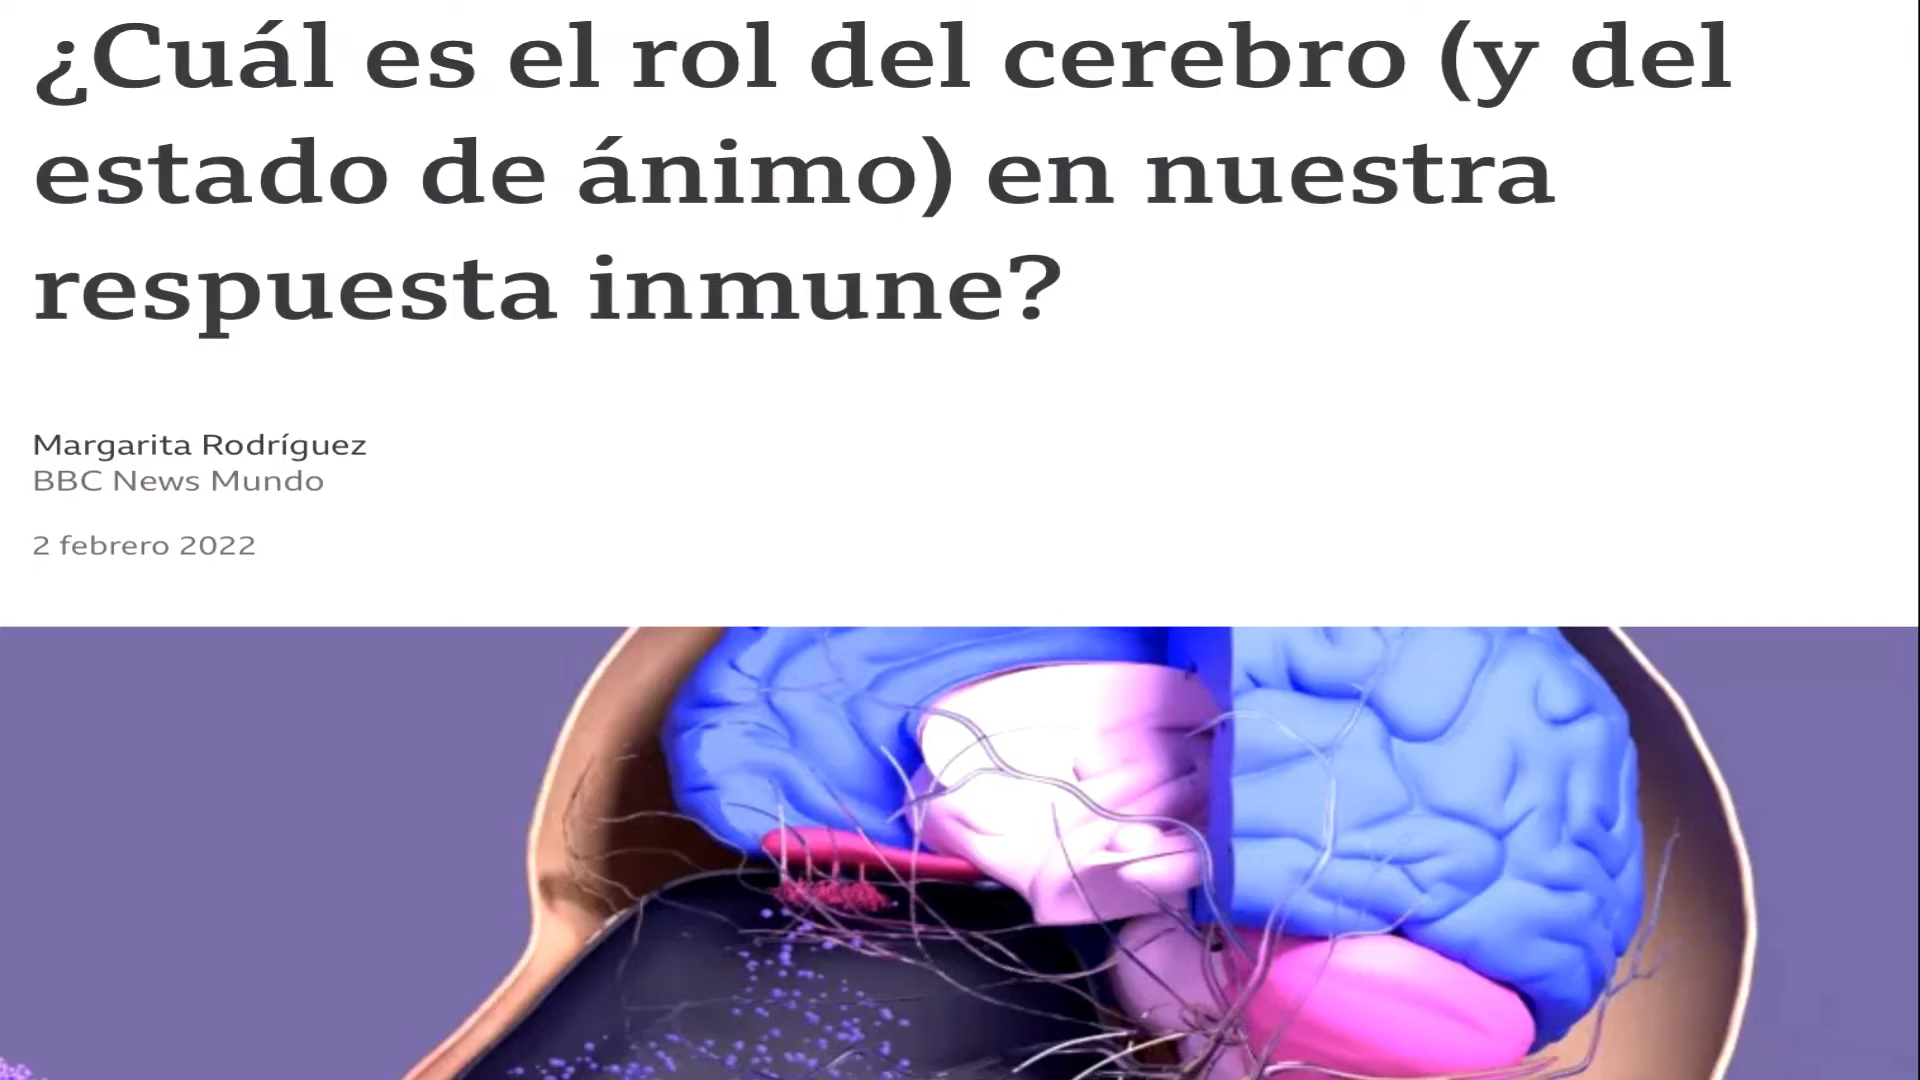 ¿Cuál es el rol del cerebro (y del
estado de ánimo) en nuestra
respuesta inmune?
Margarita Rodríguez
BBC News Mundo
2 febrero 2022